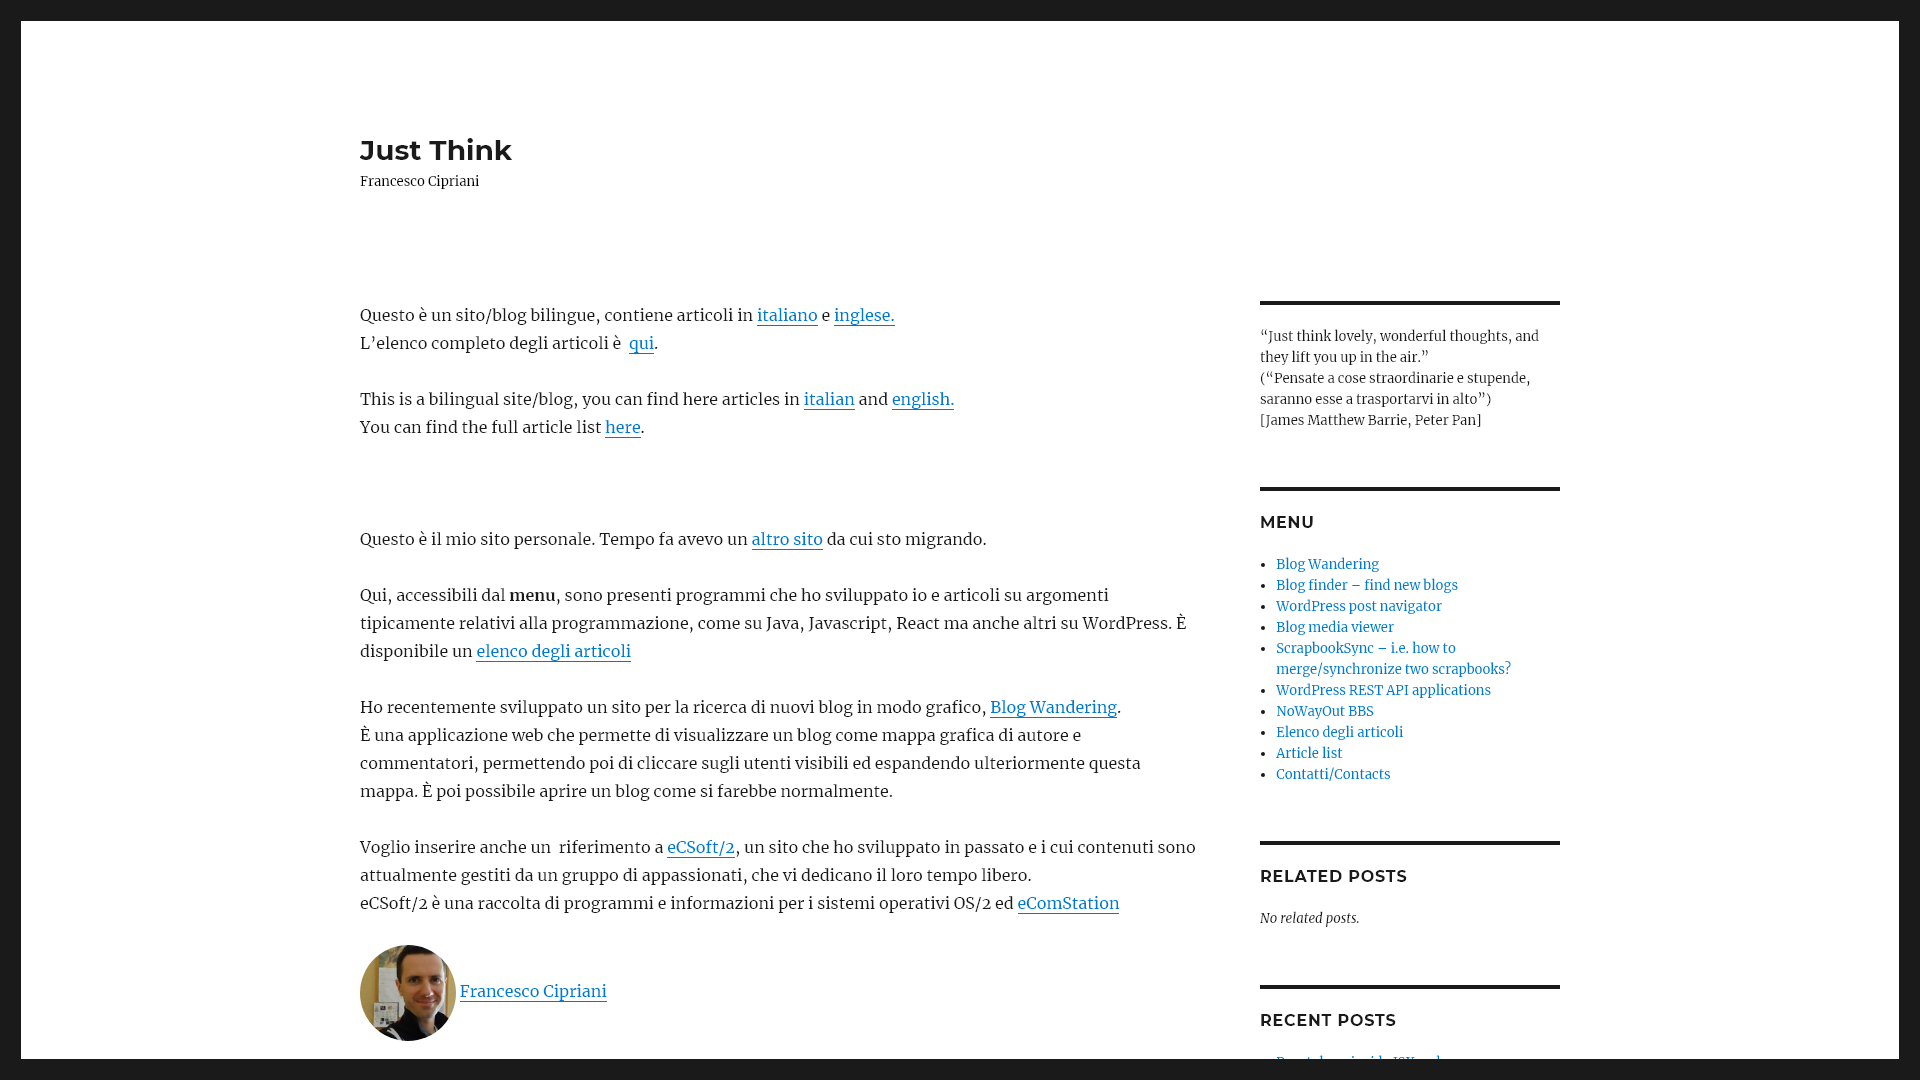 Just Think
Francesco Cipriani
Questo è un sito/blog bilingue, contiene articoli in italiano e inglese.
L’elenco completo degli articoli è  qui.
This is a bilingual site/blog, you can find here articles in italian and english.
You can find the full article list here.
Questo è il mio sito personale. Tempo fa avevo un altro sito da cui sto migrando.
Qui, accessibili dal menu, sono presenti programmi che ho sviluppato io e articoli su argomenti
tipicamente relativi alla programmazione, come su Java, Javascript, React ma anche altri su WordPress. È
disponibile un elenco degli articoli
Ho recentemente sviluppato un sito per la ricerca di nuovi blog in modo grafico, Blog Wandering.
È una applicazione web che permette di visualizzare un blog come mappa grafica di autore e
commentatori, permettendo poi di cliccare sugli utenti visibili ed espandendo ulteriormente questa
mappa. È poi possibile aprire un blog come si farebbe normalmente.
Voglio inserire anche un  riferimento a eCSoft/2, un sito che ho sviluppato in passato e i cui contenuti sono
attualmente gestiti da un gruppo di appassionati, che vi dedicano il loro tempo libero.
eCSoft/2 è una raccolta di programmi e informazioni per i sistemi operativi OS/2 ed eComStation
Francesco Cipriani
“Just think lovely, wonderful thoughts, and
they lift you up in the air.”
(“Pensate a cose straordinarie e stupende,
saranno esse a trasportarvi in alto”)
[James Matthew Barrie, Peter Pan]
MENU
Blog Wandering
Blog finder – find new blogs
WordPress post navigator
Blog media viewer
ScrapbookSync – i.e. how to
merge/synchronize two scrapbooks?
WordPress REST API applications
NoWayOut BBS
Elenco degli articoli
Article list
Contatti/Contacts
RELATED POSTS
No related posts.
RECENT POSTS